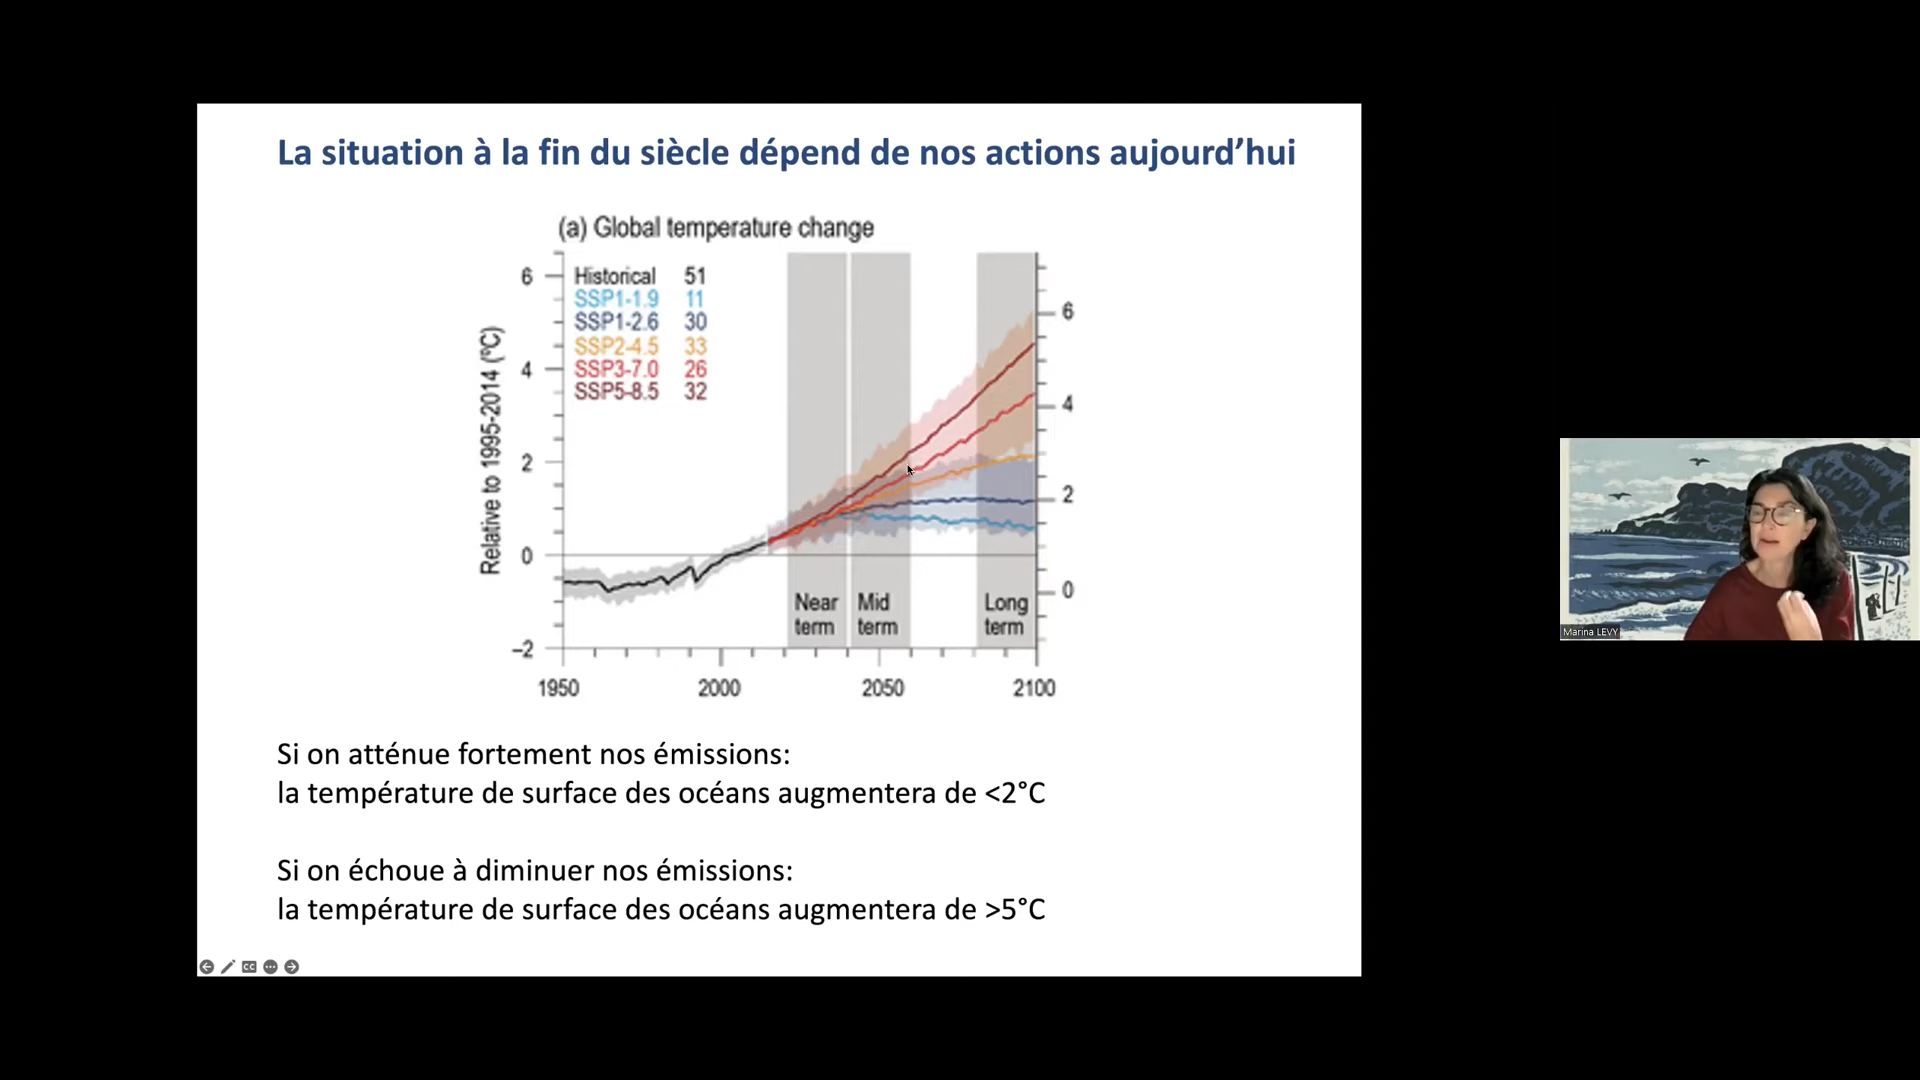 La situation à la fin du siècle dépend de nos actions aujourd’hui
(a) Global temperature change
Historical 51
SSP1-1.9 11
SSP1-2.6 30
SSP2-4.5 33
SSP3-7.0 26
SSP5-8.5 32
Relative to 1995-2014 (ºC)
6
4
2
0
–2
6
4
2
0
Near term
Mid term
Long term
1950 2000 2050 2100
Si on atténue fortement nos émissions:
la température de surface des océans augmentera de <2°C
Si on échoue à diminuer nos émissions:
la température de surface des océans augmentera de >5°C
CC
Marina LEVY